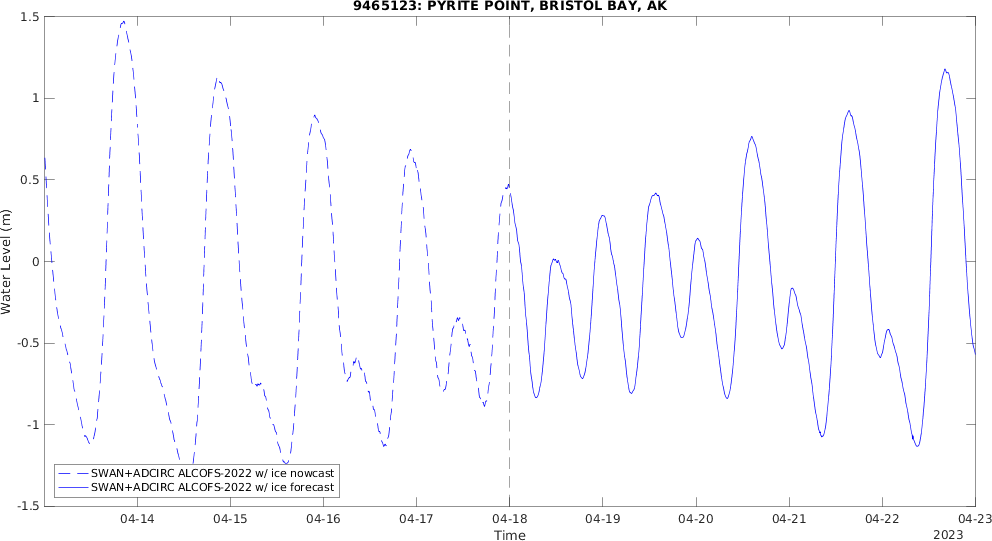 9465123: PYRITE POINT, BRISTOL BAY, AK
Water Level (m)
1.5
1
0.5
0
-0.5
-1
-1.5
SWAN+ADCIRC ALCOFS-2022 w/ ice nowcast
SWAN+ADCIRC ALCOFS-2022 w/ ice forecast
04-14 04-15 04-16 04-17 04-18 04-19 04-20 04-21 04-22 04-23
Time
2023